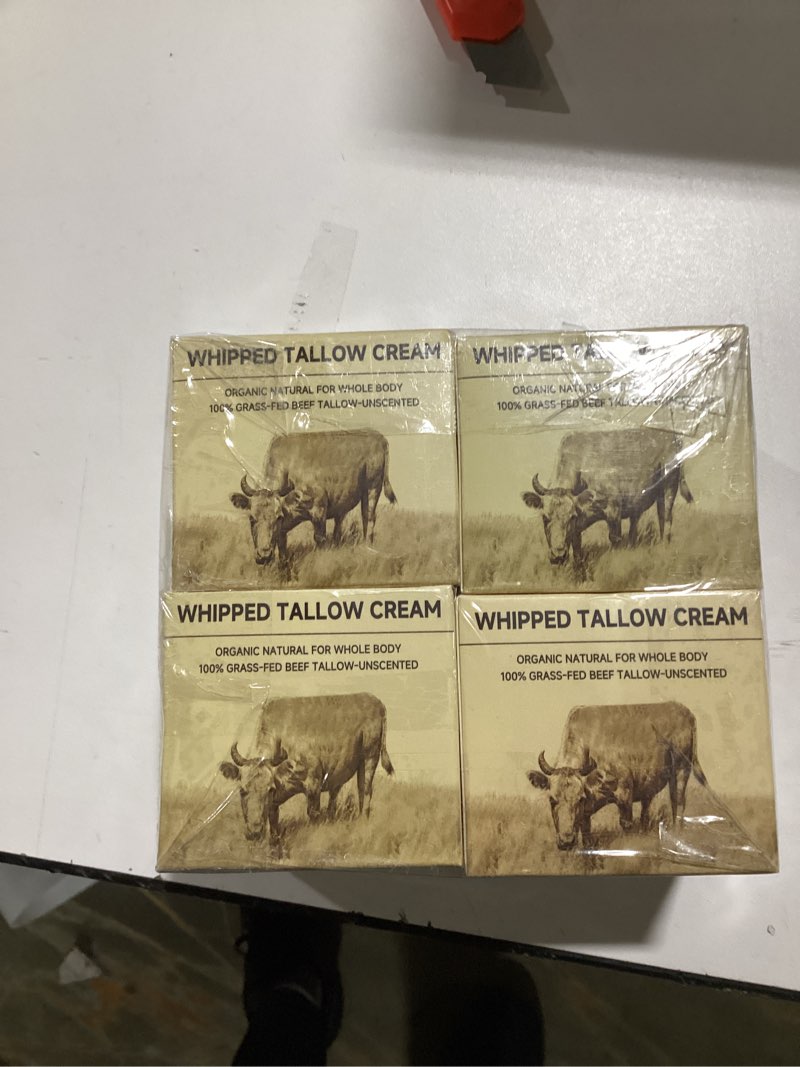 WHIPPED TALLOW CREAM
ORGANIC NATURAL FOR WHOLE BODY
100% GRASS-FED BEEF TALLOW-UNSCENTED
WHIPPED
ORGANIC NATURAL
100% GRASS-FED BEEF TALLOW
WHIPPED TALLOW CREAM
ORGANIC NATURAL FOR WHOLE BODY
100% GRASS-FED BEEF TALLOW-UNSCENTED
WHIPPED TALLOW CREAM
ORGANIC NATURAL FOR WHOLE BODY
100% GRASS-FED BEEF TALLOW-UNSCENTED